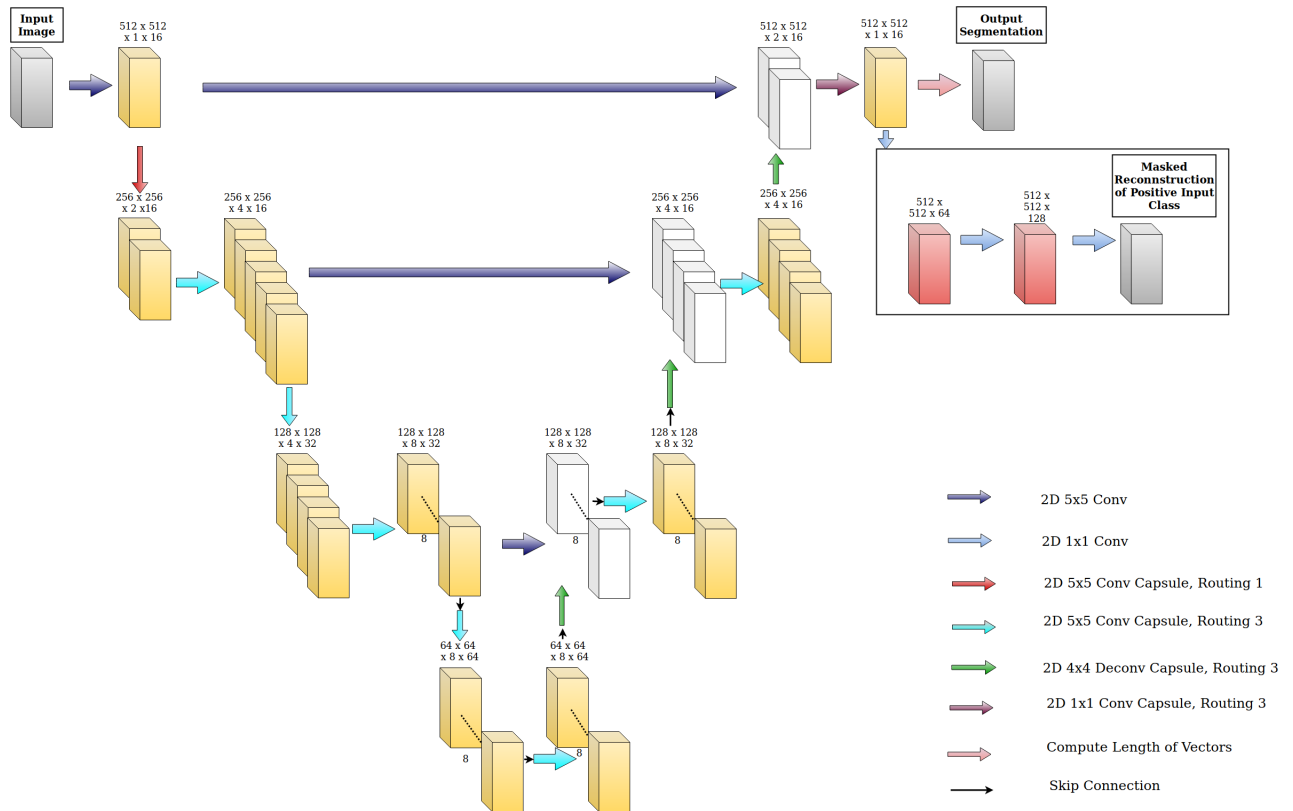 Input
Image
512 x 512
x 1 x 16
512 x 512
x 2 x 16
512 x 512
x 1 x 16
Output
Segmentation
256 x 256
x 2 x16
256 x 256
x 4 x 16
256 x 256
x 4 x 16
256 x 256
x 4 x 16
Masked
Reconnstruction
of Positive Input
Class
512 x
512 x 64
512 x
512 x
128
128 x 128
x 4 x 32
128 x 128
x 8 x 32
8
128 x 128
x 8 x 32
8
128 x 128
x 8 x 32
8
64 x 64
x 8 x 64
8
64 x 64
x 8 x 64
8
2D 5x5 Conv
2D 1x1 Conv
2D 5x5 Conv Capsule, Routing 1
2D 5x5 Conv Capsule, Routing 3
2D 4x4 Deconv Capsule, Routing 3
2D 1x1 Conv Capsule, Routing 3
Compute Length of Vectors
Skip Connection